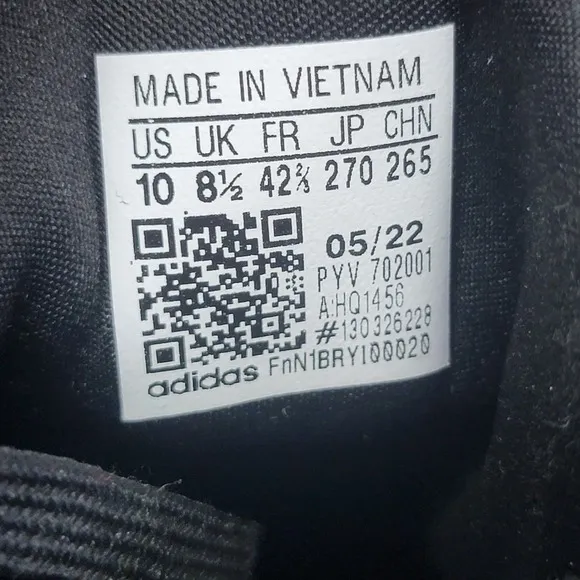 MADE IN VIETNAM
US UK FR JP CHN
10 8½ 42⅔ 270 265
05/22
PYV 702001
A:HQ1456
#130326228
adidas FnN1BRY100020